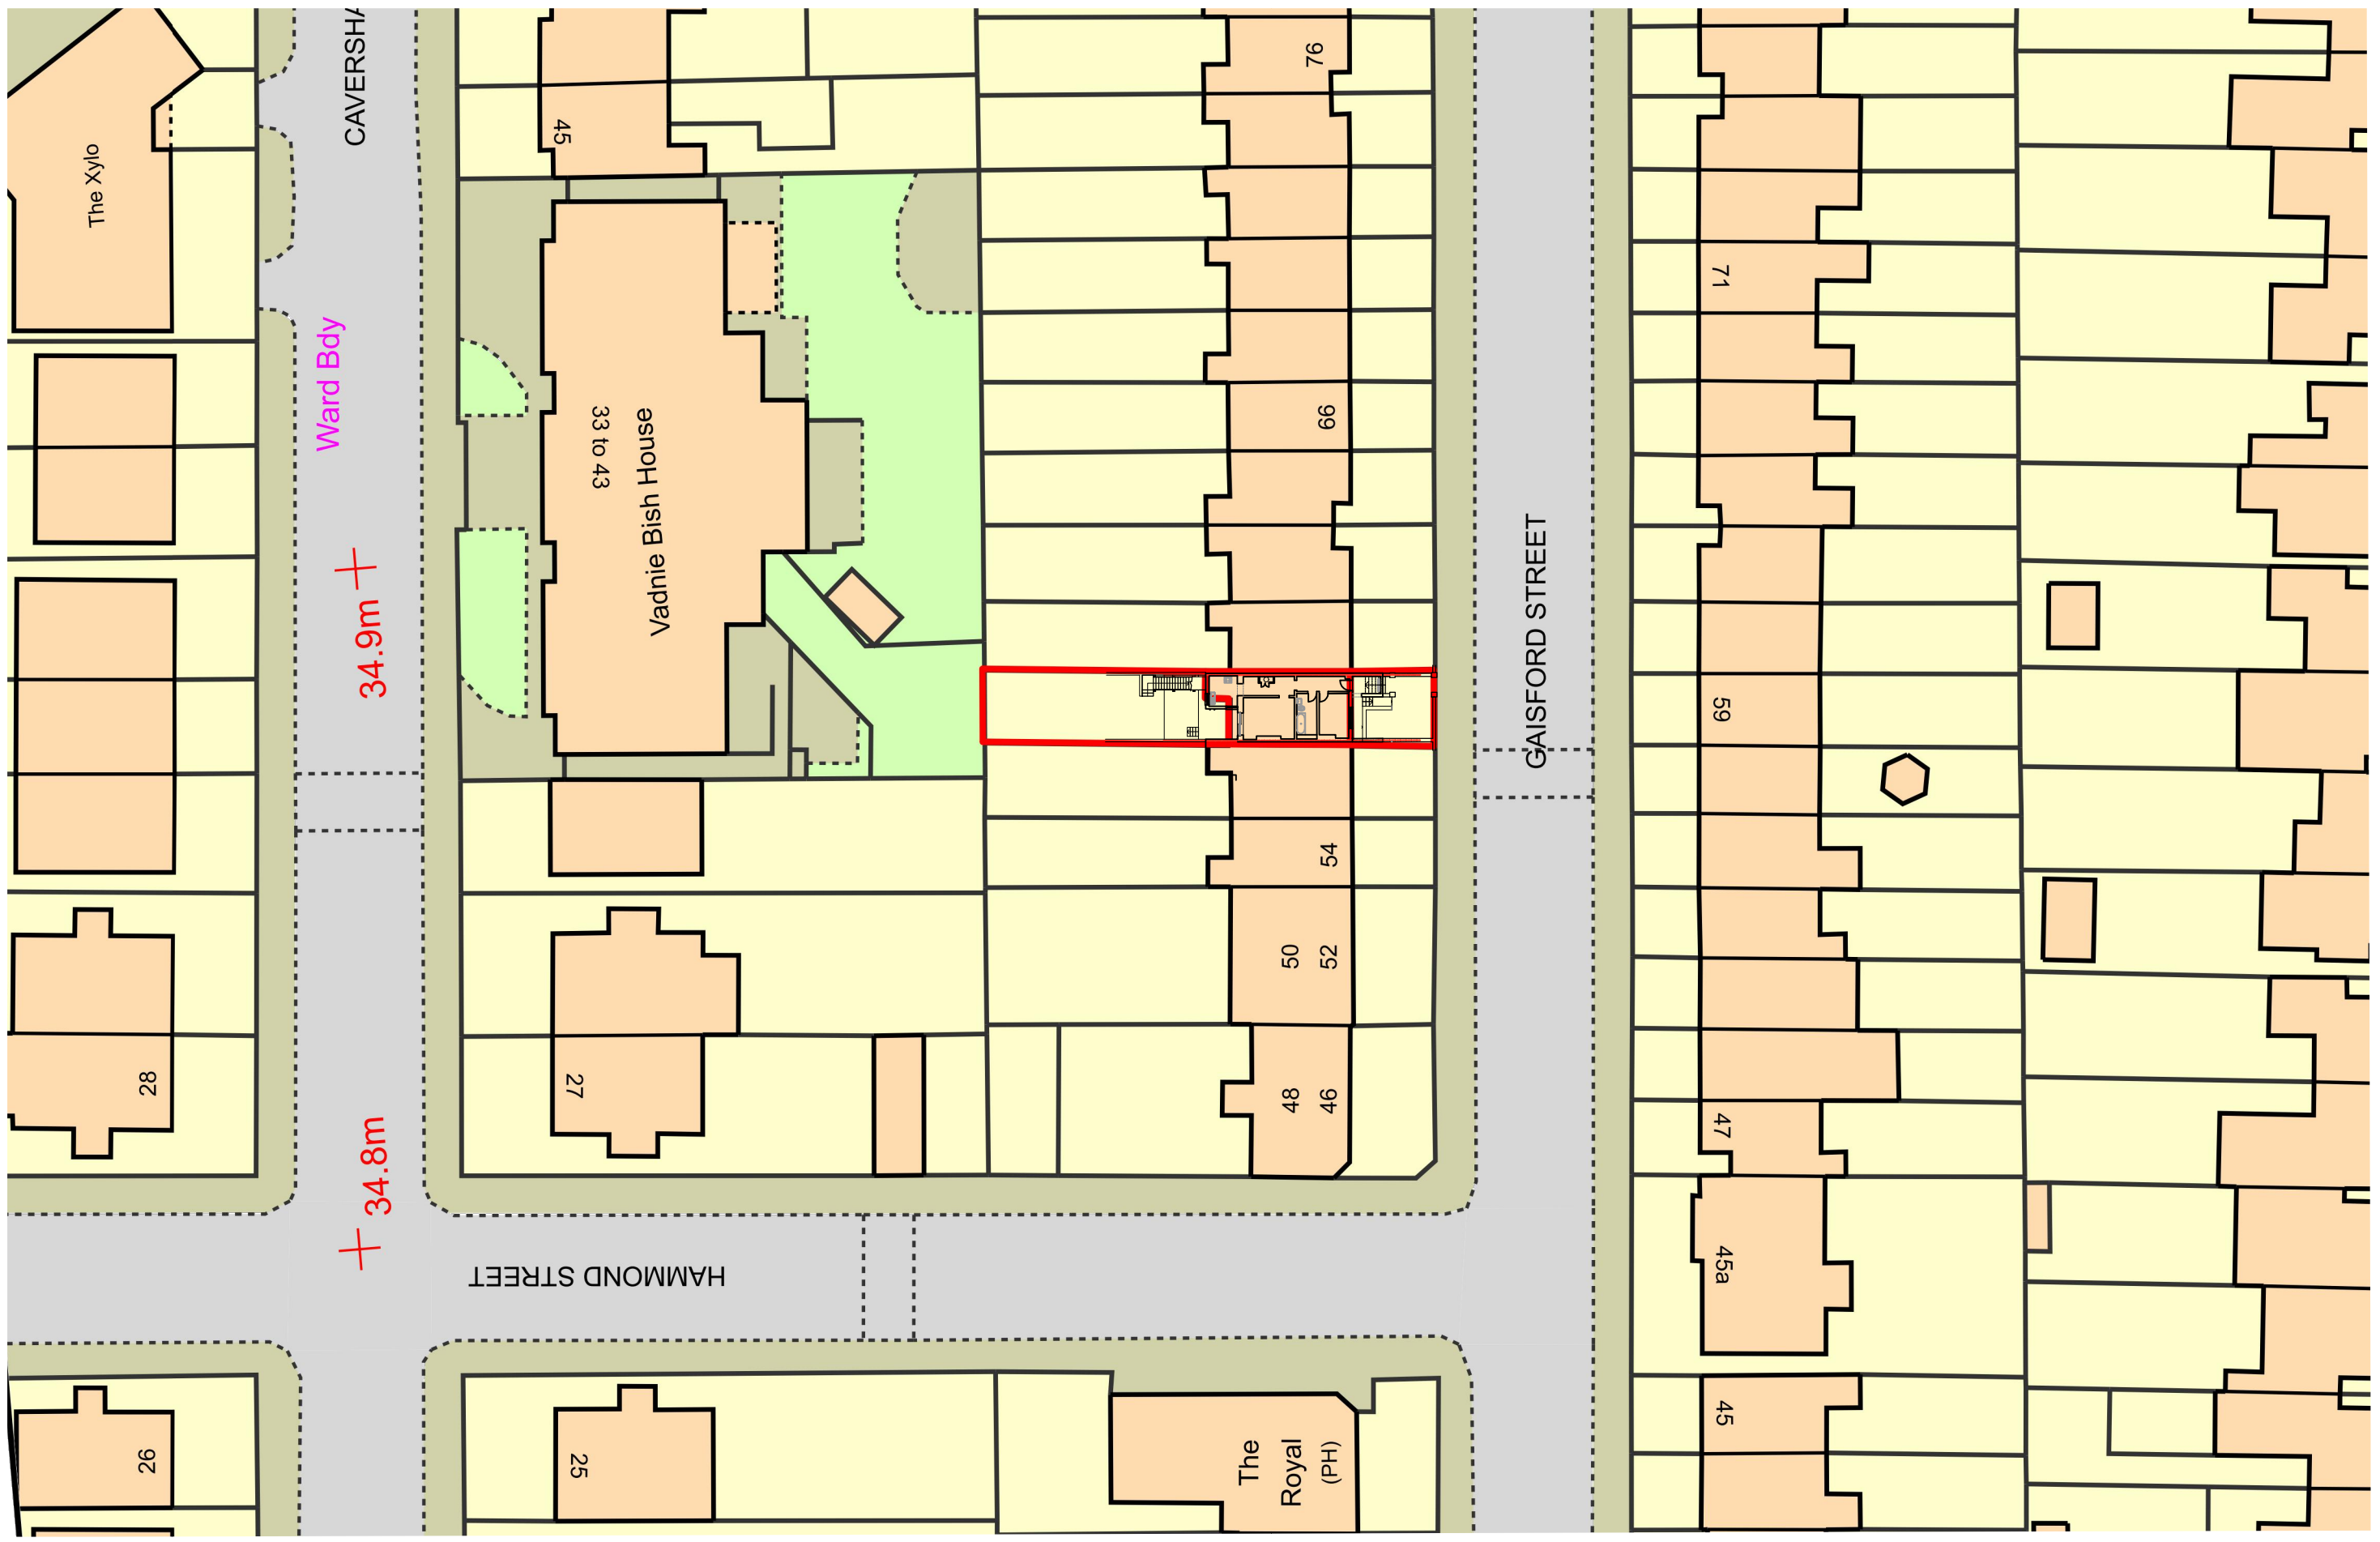 CAVERSHA
76
45
The Xylo
71
Ward Bdy
33 to 43
Vadnie Bish House
66
34.9m
GAISFORD STREET
59
54
50
52
28
27
48
46
47
34.8m
HAMMOND STREET
45a
45
26
25
The
Royal
(PH)